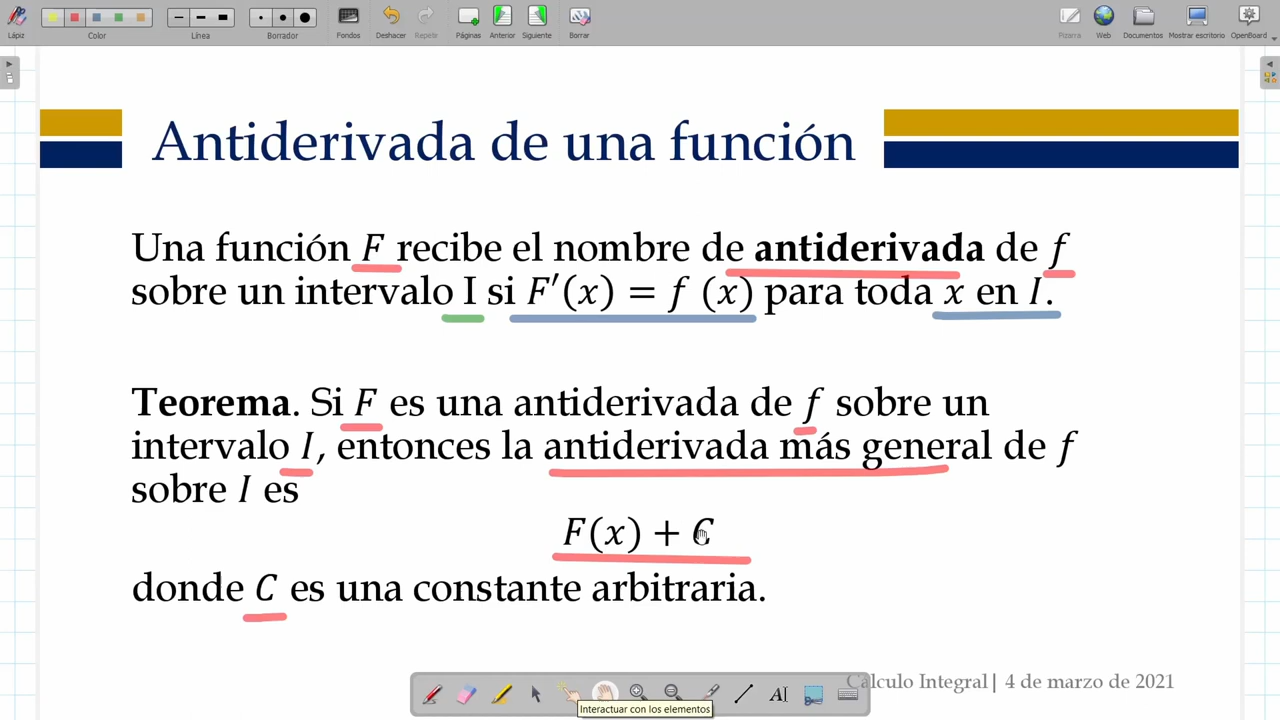 Lápiz Color Línea Borrador Fondos Deshacer Repetir Páginas Anterior Siguiente Borrar Pizarra Web Documentos Mostrar escritorio OpenBoard
Antiderivada de una función
Una función F recibe el nombre de antiderivada de f
sobre un intervalo I si F′(x) = f (x) para toda x en I.
Teorema. Si F es una antiderivada de f sobre un
intervalo I, entonces la antiderivada más general de f
sobre I es
F(x) + C
donde C es una constante arbitraria.
Cálculo Integral| 4 de marzo de 2021
Interactuar con los elementos